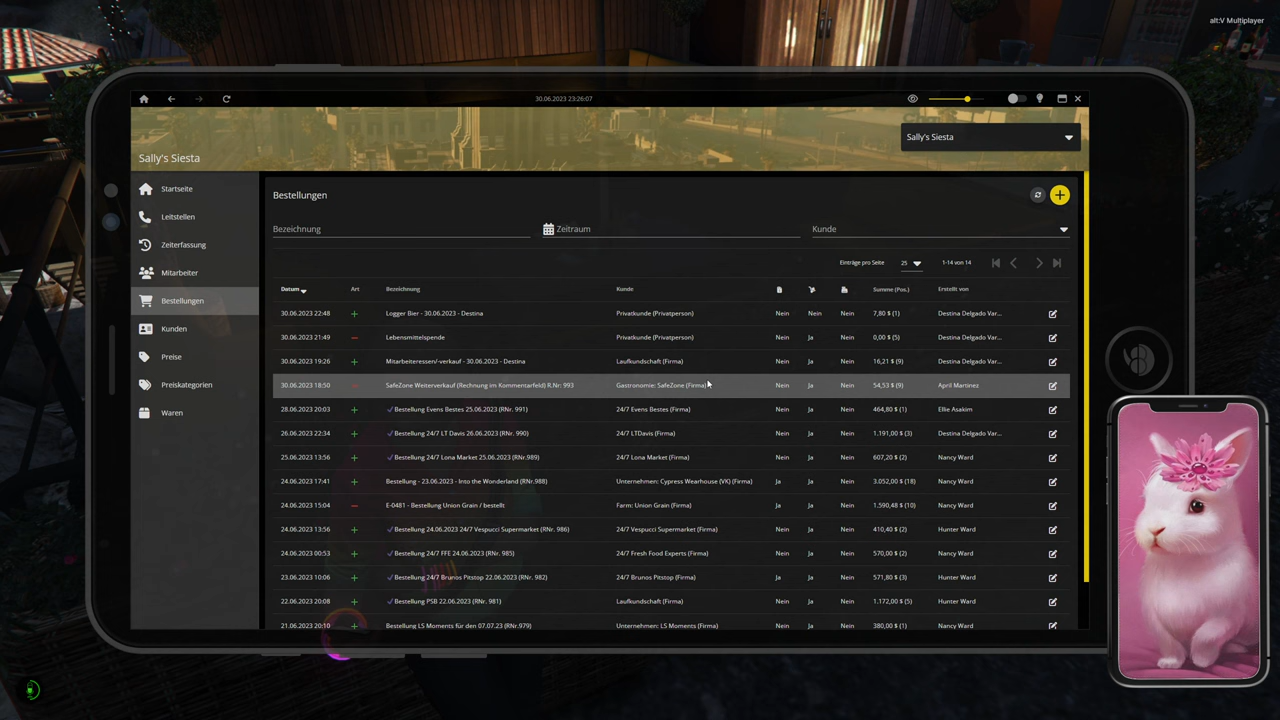 alt:V Multiplayer
30.06.2023 23:26:07
Sally's Siesta
Sally's Siesta
Startseite
Leitstellen
Zeiterfassung
Mitarbeiter
Bestellungen
Kunden
Preise
Preiskategorien
Waren
Bestellungen
Bezeichnung Zeitraum Kunde
Einträge pro Seite 25 1-14 von 14
Datum Art Bezeichnung Kunde Summe (Pos.) Erstellt von
30.06.2023 22:48 + Logger Bier - 30.06.2023 - Destina Privatkunde (Privatperson) Nein Nein Nein 7,80 $ (1) Destina Delgado Var...
30.06.2023 21:49 − Lebensmittelspende Privatkunde (Privatperson) Nein Ja Nein 0,00 $ (5) Destina Delgado Var...
30.06.2023 19:26 + Mitarbeiteressen/-verkauf - 30.06.2023 - Destina Laufkundschaft (Firma) Nein Ja Nein 16,21 $ (9) Destina Delgado Var...
30.06.2023 18:50 SafeZone Weiterverkauf (Rechnung im Kommentarfeld) R.Nr: 993 Gastronomie: SafeZone (Firma) Nein Ja Nein 54,53 $ (9) April Martinez
28.06.2023 20:03 + ✓Bestellung Evens Bestes 25.06.2023 (RNr. 991) 24/7 Evens Bestes (Firma) Nein Ja Nein 464,80 $ (1) Ellie Asakim
26.06.2023 22:34 + ✓Bestellung 24/7 LT Davis 26.06.2023 (RNr. 990) 24/7 LTDavis (Firma) Nein Ja Nein 1.191,00 $ (3) Destina Delgado Var...
25.06.2023 13:56 + ✓Bestellung 24/7 Lona Market 25.06.2023 (RNr.989) 24/7 Lona Market (Firma) Nein Ja Nein 607,20 $ (2) Nancy Ward
24.06.2023 17:41 + Bestellung - 23.06.2023 - Into the Wonderland (RNr.988) Unternehmen: Cypress Wearhouse (VK) (Firma) Ja Ja Nein 3.052,00 $ (18) Nancy Ward
24.06.2023 15:04 − E-0481 - Bestellung Union Grain / bestellt Farm: Union Grain (Firma) Ja Ja Nein 1.590,48 $ (10) Nancy Ward
24.06.2023 13:56 + ✓Bestellung 24.06.2023 24/7 Vespucci Supermarket (RNr. 986) 24/7 Vespucci Supermarket (Firma) Nein Ja Nein 410,40 $ (2) Hunter Ward
24.06.2023 00:53 + ✓Bestellung 24/7 FFE 24.06.2023 (RNr. 985) 24/7 Fresh Food Experts (Firma) Nein Ja Nein 570,00 $ (2) Nancy Ward
23.06.2023 10:06 + ✓Bestellung 24/7 Brunos Pitstop 22.06.2023 (RNr. 982) 24/7 Brunos Pitstop (Firma) Ja Ja Nein 571,80 $ (3) Hunter Ward
22.06.2023 20:08 + ✓Bestellung PSB 22.06.2023 (RNr. 981) Laufkundschaft (Firma) Nein Ja Nein 1.172,00 $ (5) Hunter Ward
21.06.2023 20:10 + Bestellung LS Moments für den 07.07.23 (RNr.979) Unternehmen: LS Moments (Firma) Nein Ja Nein 380,00 $ (1) Nancy Ward